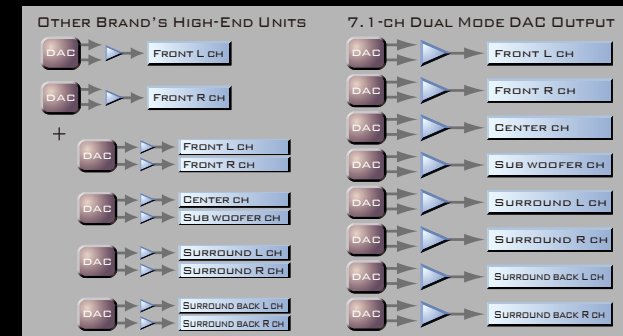 Other Brand's High-End Units
DAC
Front L ch
DAC
Front R ch
+
DAC
Front L ch
Front R ch
DAC
Center ch
Sub woofer ch
DAC
Surround L ch
Surround R ch
DAC
Surround back L ch
Surround back R ch
7.1-ch Dual Mode DAC Output
DAC
Front L ch
DAC
Front R ch
DAC
Center ch
DAC
Sub woofer ch
DAC
Surround L ch
DAC
Surround R ch
DAC
Surround back L ch
DAC
Surround back R ch